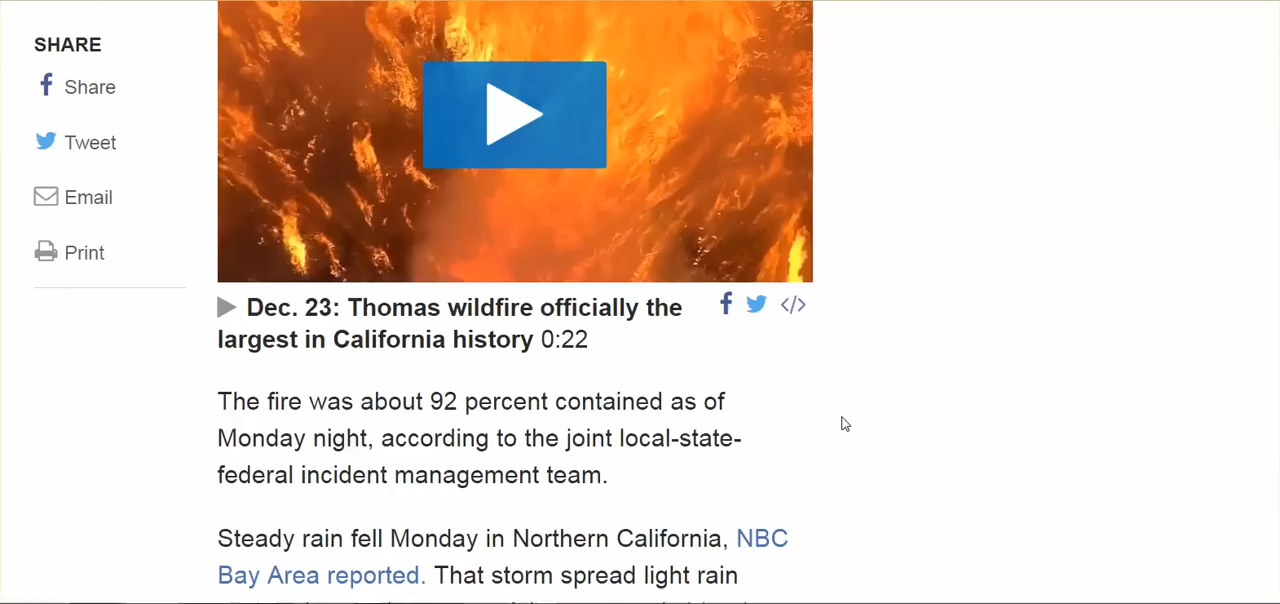 SHARE
Share
Tweet
Email
Print
Dec. 23: Thomas wildfire officially the
largest in California history 0:22
The fire was about 92 percent contained as of
Monday night, according to the joint local-state-
federal incident management team.
Steady rain fell Monday in Northern California, NBC
Bay Area reported. That storm spread light rain